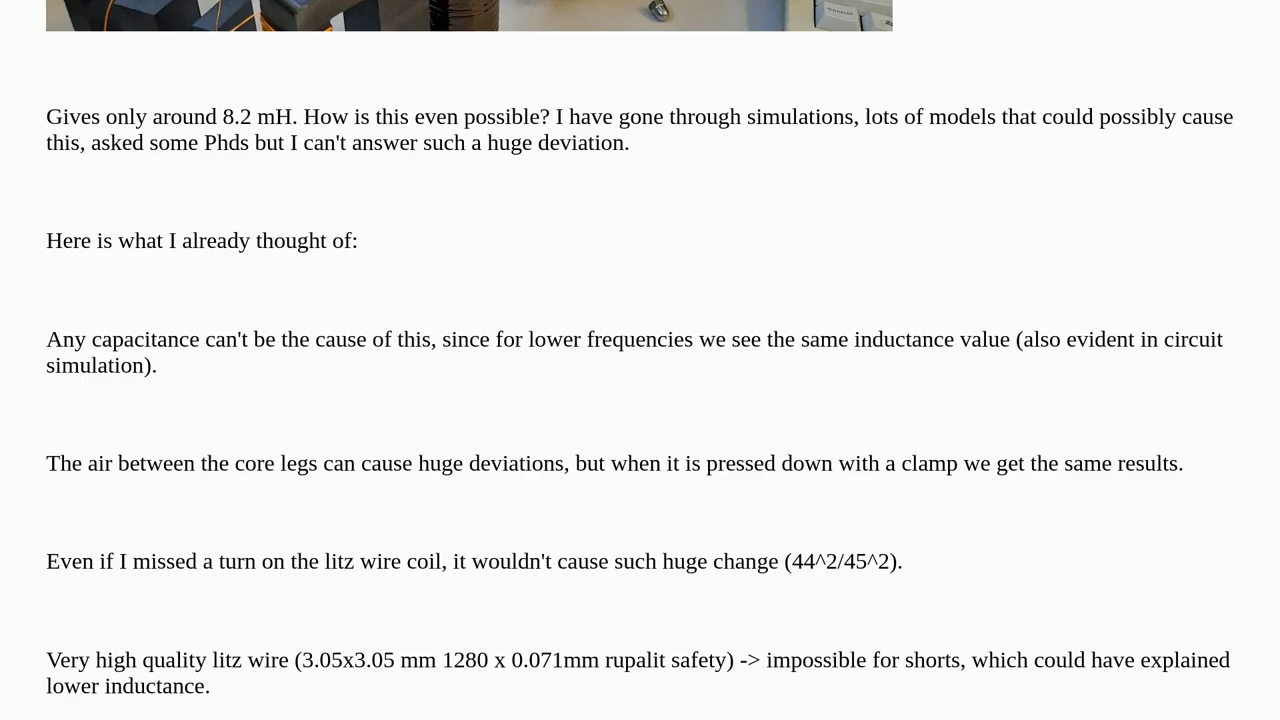 General
Gives only around 8.2 mH. How is this even possible? I have gone through simulations, lots of models that could possibly cause
this, asked some Phds but I can't answer such a huge deviation.
Here is what I already thought of:
Any capacitance can't be the cause of this, since for lower frequencies we see the same inductance value (also evident in circuit
simulation).
The air between the core legs can cause huge deviations, but when it is pressed down with a clamp we get the same results.
Even if I missed a turn on the litz wire coil, it wouldn't cause such huge change (44^2/45^2).
Very high quality litz wire (3.05x3.05 mm 1280 x 0.071mm rupalit safety) -> impossible for shorts, which could have explained
lower inductance.